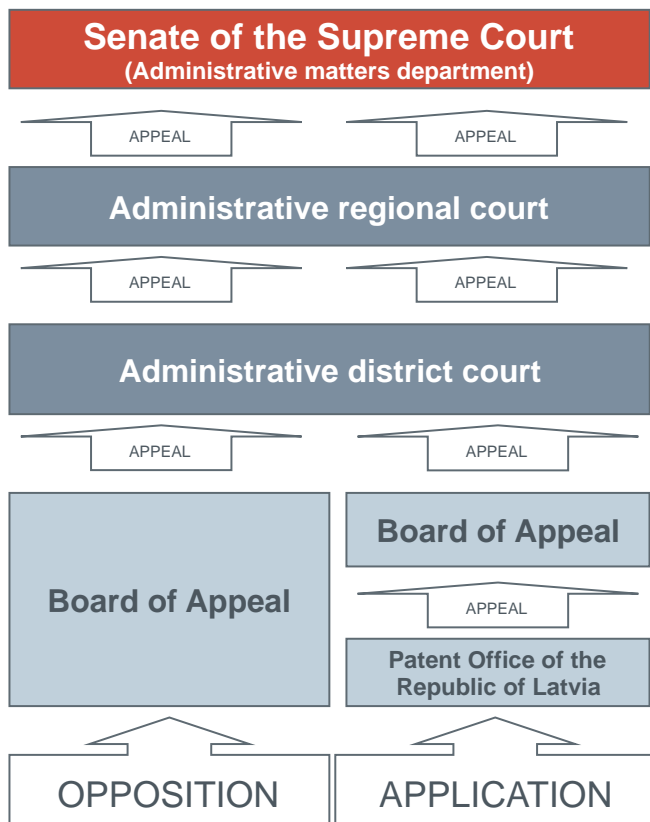 Senate of the Supreme Court
(Administrative matters department)
APPEAL
APPEAL
Administrative regional court
APPEAL
APPEAL
Administrative district court
APPEAL
APPEAL
Board of Appeal
Board of Appeal
APPEAL
Patent Office of the
Republic of Latvia
OPPOSITION
APPLICATION